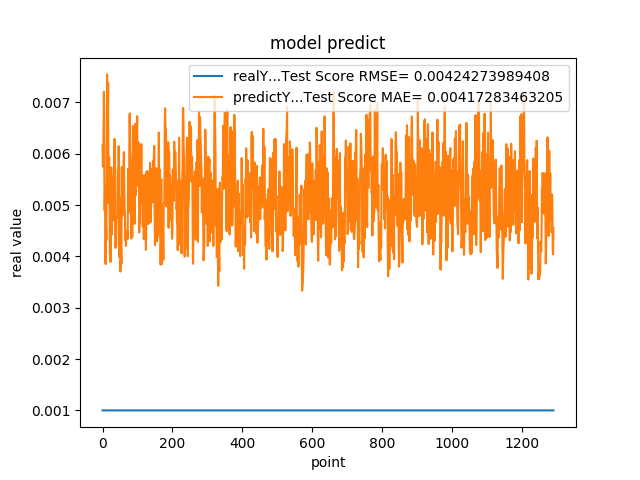 model predict
realY...Test Score RMSE= 0.00424273989408
predictY...Test Score MAE= 0.00417283463205
0.007
0.006
0.005
0.004
0.003
0.002
0.001
real value
0 200 400 600 800 1000 1200
point